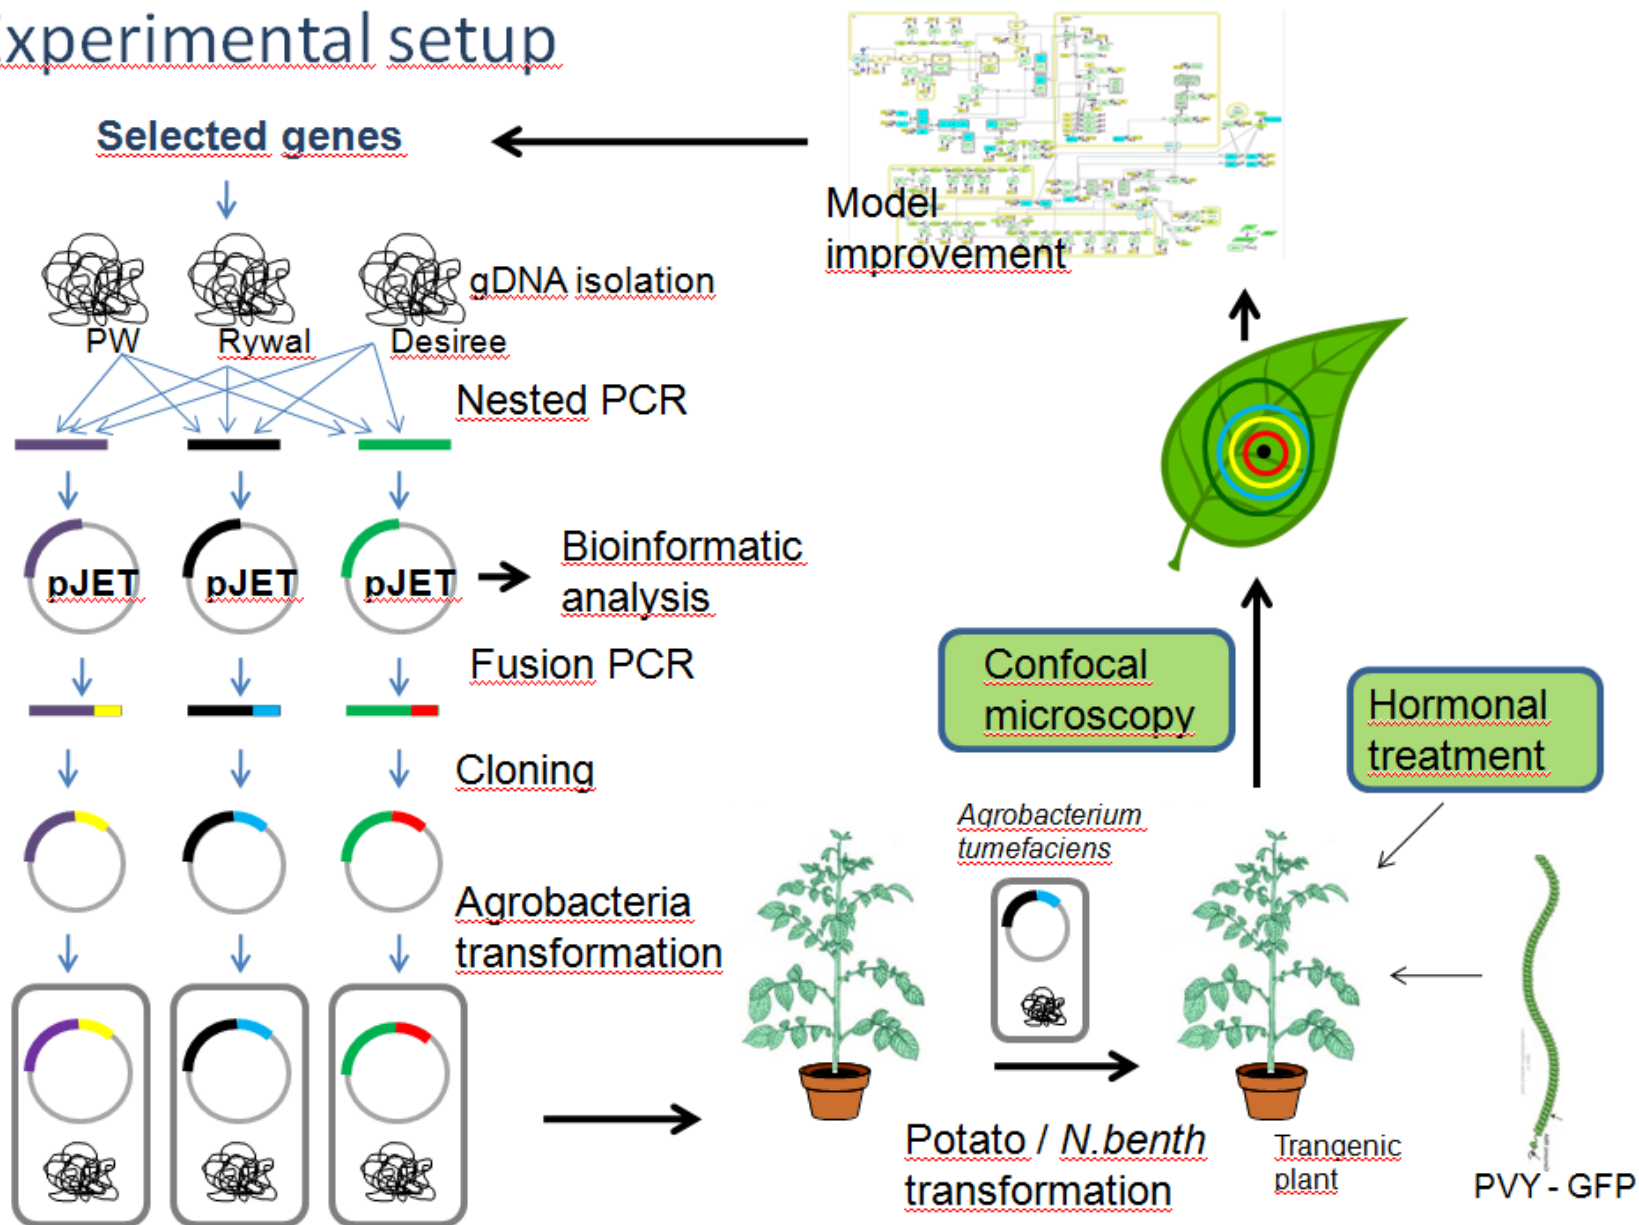 xperimental setup
Selected genes
Model
improvement
gDNA isolation
PW
Rywal
Desiree
Nested PCR
pJET
pJET
pJET
Bioinformatic
analysis
Fusion PCR
Confocal
microscopy
Hormonal
treatment
Cloning
Agrobacterium
tumefaciens
Agrobacteria
transformation
Potato / N.benth
transformation
Trangenic
plant
PVY - GFP